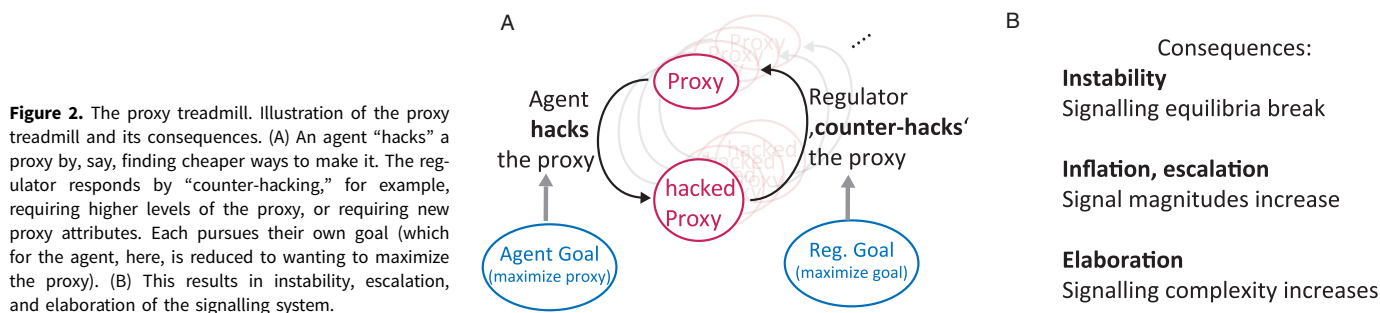 Figure 2. The proxy treadmill. Illustration of the proxy
treadmill and its consequences. (A) An agent “hacks” a
proxy by, say, finding cheaper ways to make it. The reg-
ulator responds by “counter-hacking,” for example,
requiring higher levels of the proxy, or requiring new
proxy attributes. Each pursues their own goal (which
for the agent, here, is reduced to wanting to maximize
the proxy). (B) This results in instability, escalation,
and elaboration of the signalling system.
A
Proxy
Proxy
Proxy
....
Agent
hacks
the proxy
Regulator
‚counter-hacks‘
the proxy
hacked
hacked
Proxy
hacked
Proxy
Agent Goal
(maximize proxy)
Reg. Goal
(maximize goal)
B
Consequences:
Instability
Signalling equilibria break
Inflation, escalation
Signal magnitudes increase
Elaboration
Signalling complexity increases